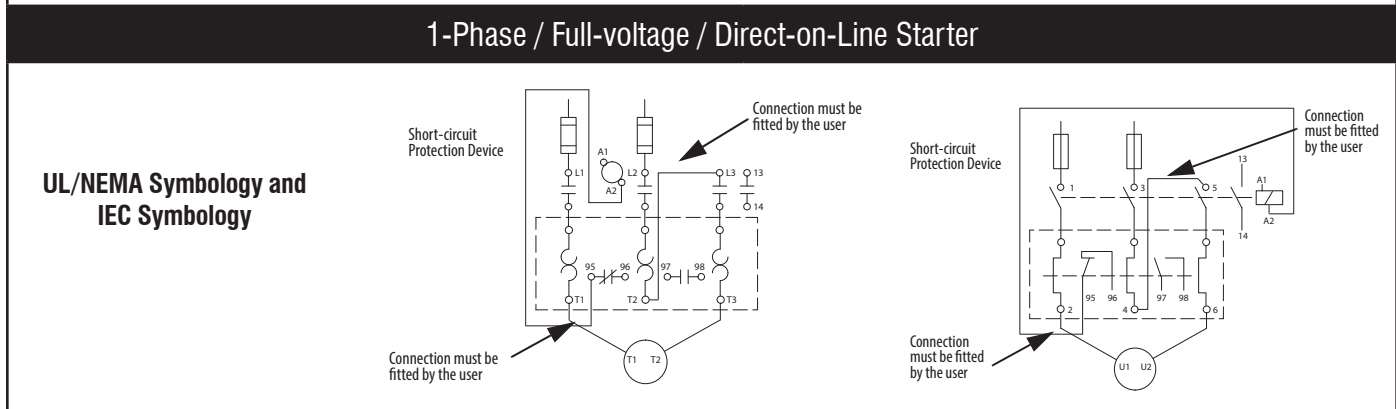 1-Phase / Full-voltage / Direct-on-Line Starter
UL/NEMA Symbology and
IEC Symbology
Short-circuit
Protection Device
Connection must be
fitted by the user
A1
A2
L1
L2
L3
13
14
95
96
97
98
T1
T2
T3
T1 T2
Connection must be
fitted by the user
Short-circuit
Protection Device
Connection
must be fitted
by the user
1
3
5
13
14
A1
A2
95
96
97
98
2
4
6
U1 U2
Connection
must be fitted
by the user